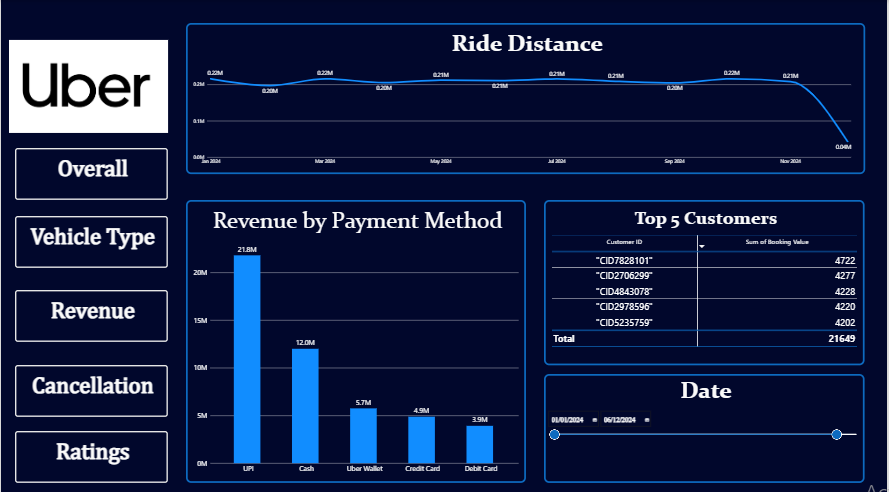 Uber
Overall
Vehicle Type
Revenue
Cancellation
Ratings
Ride Distance
0.2M
0.1M
0.0M
0.22M
0.20M
0.22M
0.20M
0.21M
0.21M
0.21M
0.21M
0.20M
0.22M
0.21M
0.04M
Jan 2024
Mar 2024
May 2024
Jul 2024
Sep 2024
Nov 2024
Revenue by Payment Method
20M
15M
10M
5M
0M
21.8M
12.0M
5.7M
4.9M
3.9M
UPI
Cash
Uber Wallet
Credit Card
Debit Card
Top 5 Customers
Customer ID Sum of Booking Value
"CID7828101" 4722
"CID2706299" 4277
"CID4843078" 4228
"CID2978596" 4220
"CID5235759" 4202
Total 21649
Date
01/01/2024 06/12/2024